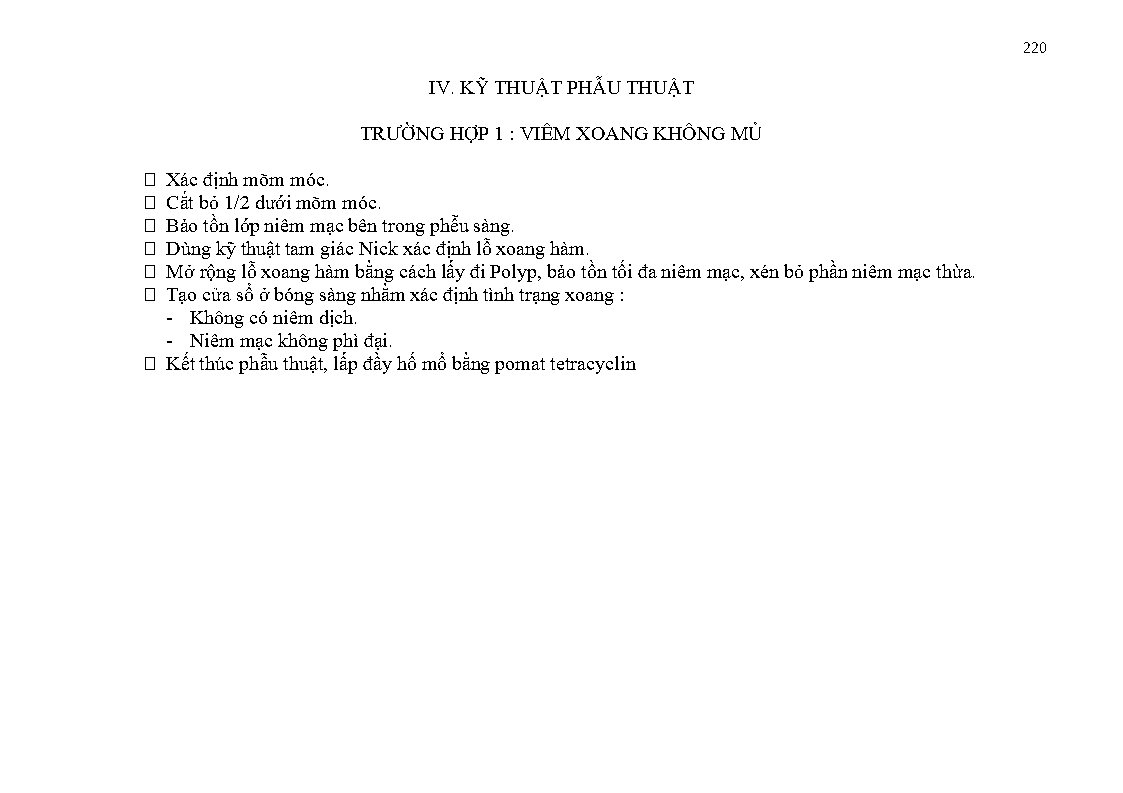 220
IV. KỸ THUẬT PHẪU THUẬT
TRƯỜNG HỢP 1 : VIÊM XOANG KHÔNG MỦ
□ Xác định mõm móc.
□ Cắt bỏ 1/2 dưới mõm móc.
□ Bảo tồn lớp niêm mạc bên trong phễu sàng.
□ Dùng kỹ thuật tam giác Nick xác định lỗ xoang hàm.
□ Mở rộng lỗ xoang hàm bằng cách lấy đi Polyp, bảo tồn tối đa niêm mạc, xén bỏ phần niêm mạc thừa.
□ Tạo cửa sổ ở bóng sàng nhằm xác định tình trạng xoang :
- Không có niêm dịch.
- Niêm mạc không phì đại.
□ Kết thúc phẫu thuật, lấp đầy hố mổ bằng pomat tetracyclin